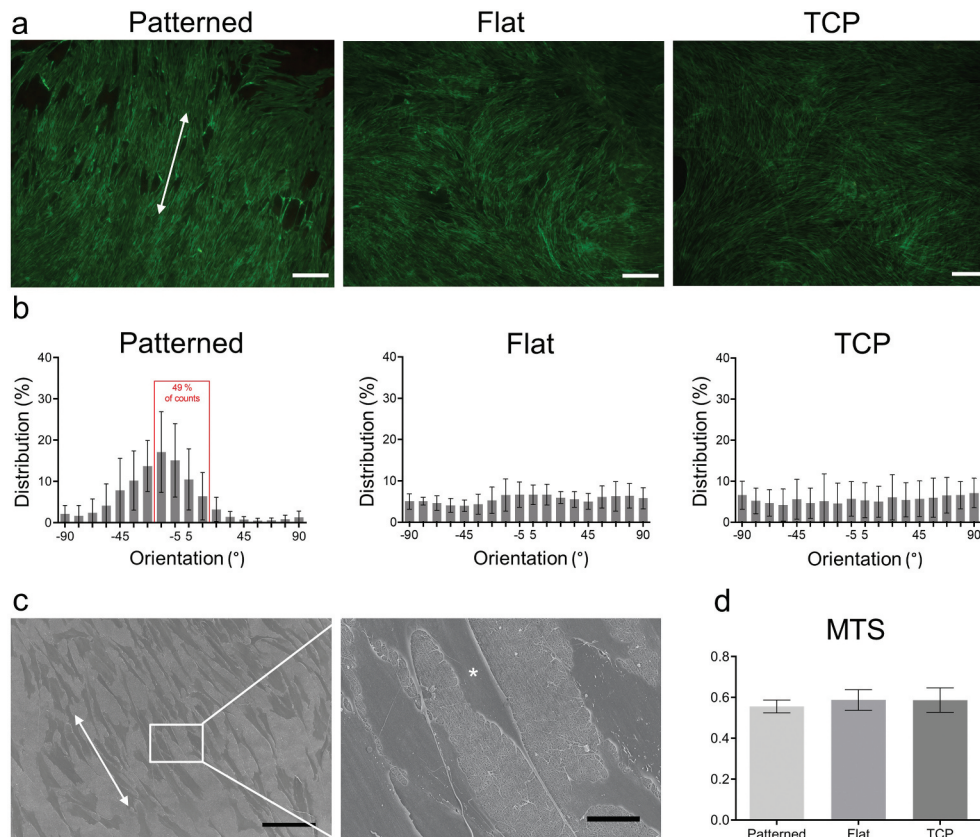 a
Patterned
Flat
TCP
b
Patterned
Flat
TCP
Distribution (%)
40
30
20
10
0
49 %
of counts
-90
-45
-5 5
45
90
Orientation (°)
Distribution (%)
40
30
20
10
0
-90
-45
-5 5
45
90
Orientation (°)
Distribution (%)
40
30
20
10
0
-90
-45
-5 5
45
90
Orientation (°)
c
*
d
MTS
0.8
0.6
0.4
0.2
0.0
Patterned
Flat
TCP